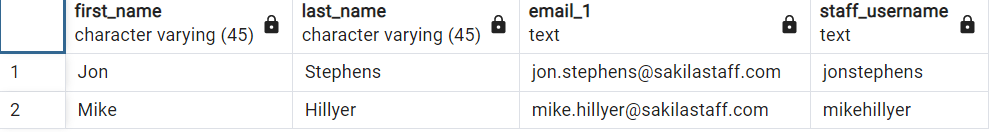 first_name last_name email_1 staff_username
character varying (45) character varying (45) text text
1 Jon Stephens jon.stephens@sakilastaff.com jonstephens
2 Mike Hillyer mike.hillyer@sakilastaff.com mikehillyer